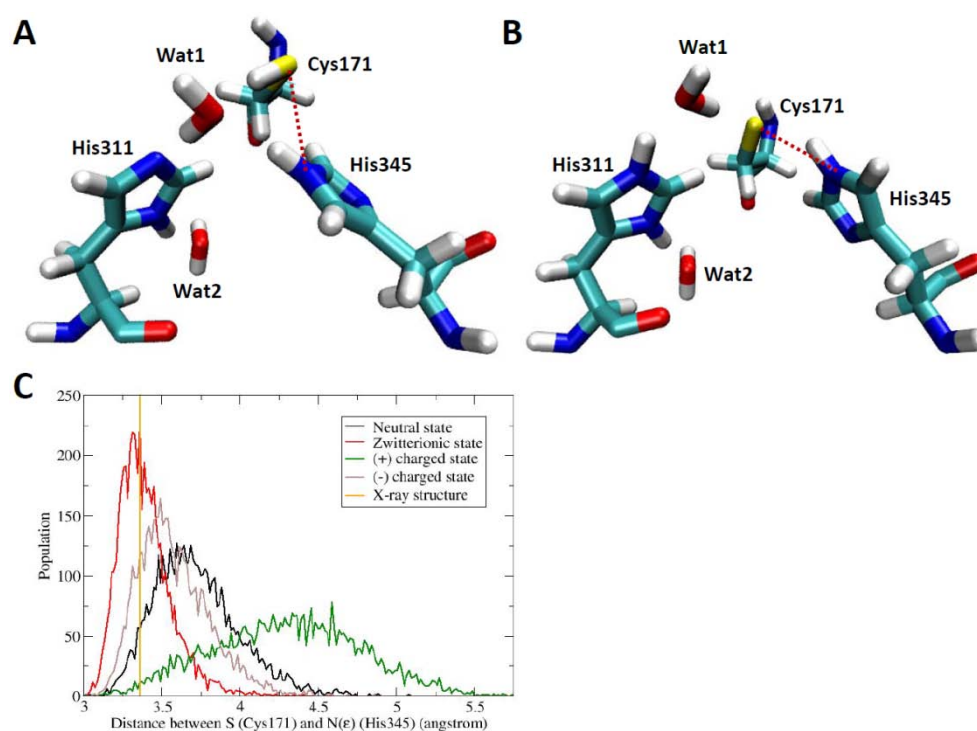 A
Wat1
Cys171
His311
His345
Wat2
B
Wat1
Cys171
His311
His345
Wat2
C
250
200
150
100
50
0
Population
Neutral state
Zwitterionic state
(+) charged state
(-) charged state
X-ray structure
3 3.5 4 4.5 5 5.5
Distance between S (Cys171) and N(ε) (His345) (angstrom)